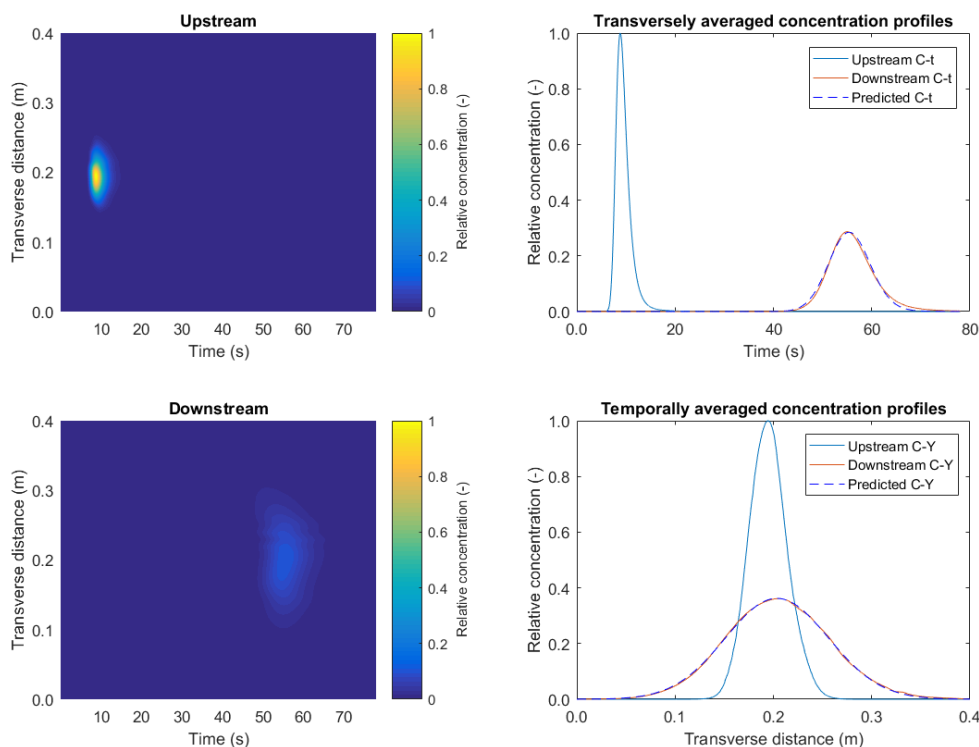 Upstream
Transverse distance (m)
0.4
0.3
0.2
0.1
0.0
10 20 30 40 50 60 70
Time (s)
1
0.8
0.6
0.4
0.2
0
Relative concentration (-)
Transversely averaged concentration profiles
Relative concentration (-)
1.0
0.8
0.6
0.4
0.2
0.0
0.0 20 40 60 80
Time (s)
Upstream C-t
Downstream C-t
Predicted C-t
Downstream
Transverse distance (m)
0.4
0.3
0.2
0.1
0.0
10 20 30 40 50 60 70
Time (s)
1
0.8
0.6
0.4
0.2
0
Relative concentration (-)
Temporally averaged concentration profiles
Relative concentration (-)
1.0
0.8
0.6
0.4
0.2
0.0
0.0 0.1 0.2 0.3 0.4
Transverse distance (m)
Upstream C-Y
Downstream C-Y
Predicted C-Y